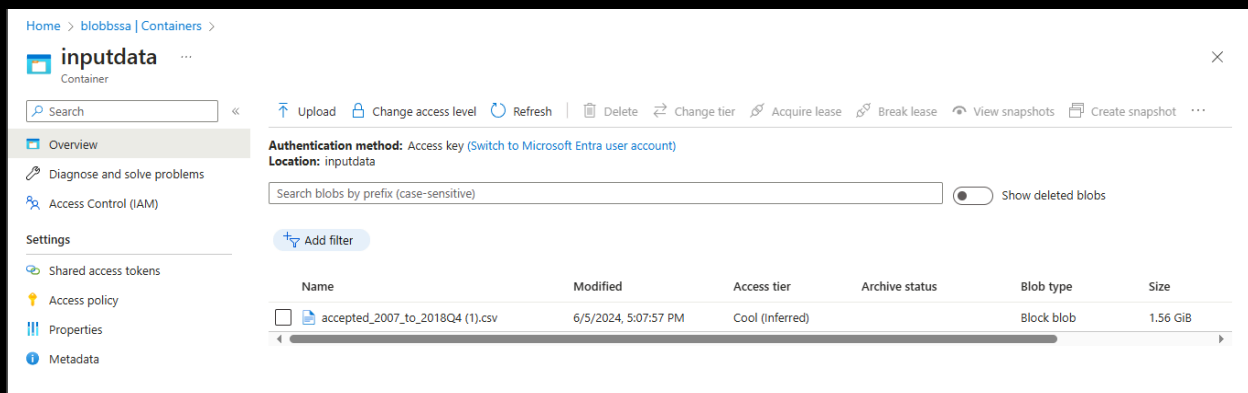 Home > blobbssa | Containers >
inputdata ...
Container
Search «
Overview
Diagnose and solve problems
Access Control (IAM)
Settings
Shared access tokens
Access policy
Properties
Metadata
Upload Change access level Refresh Delete Change tier Acquire lease Break lease View snapshots Create snapshot ...
Authentication method: Access key (Switch to Microsoft Entra user account)
Location: inputdata
Search blobs by prefix (case-sensitive) Show deleted blobs
Add filter
Name Modified Access tier Archive status Blob type Size
accepted_2007_to_2018Q4 (1).csv 6/5/2024, 5:07:57 PM Cool (Inferred) Block blob 1.56 GiB